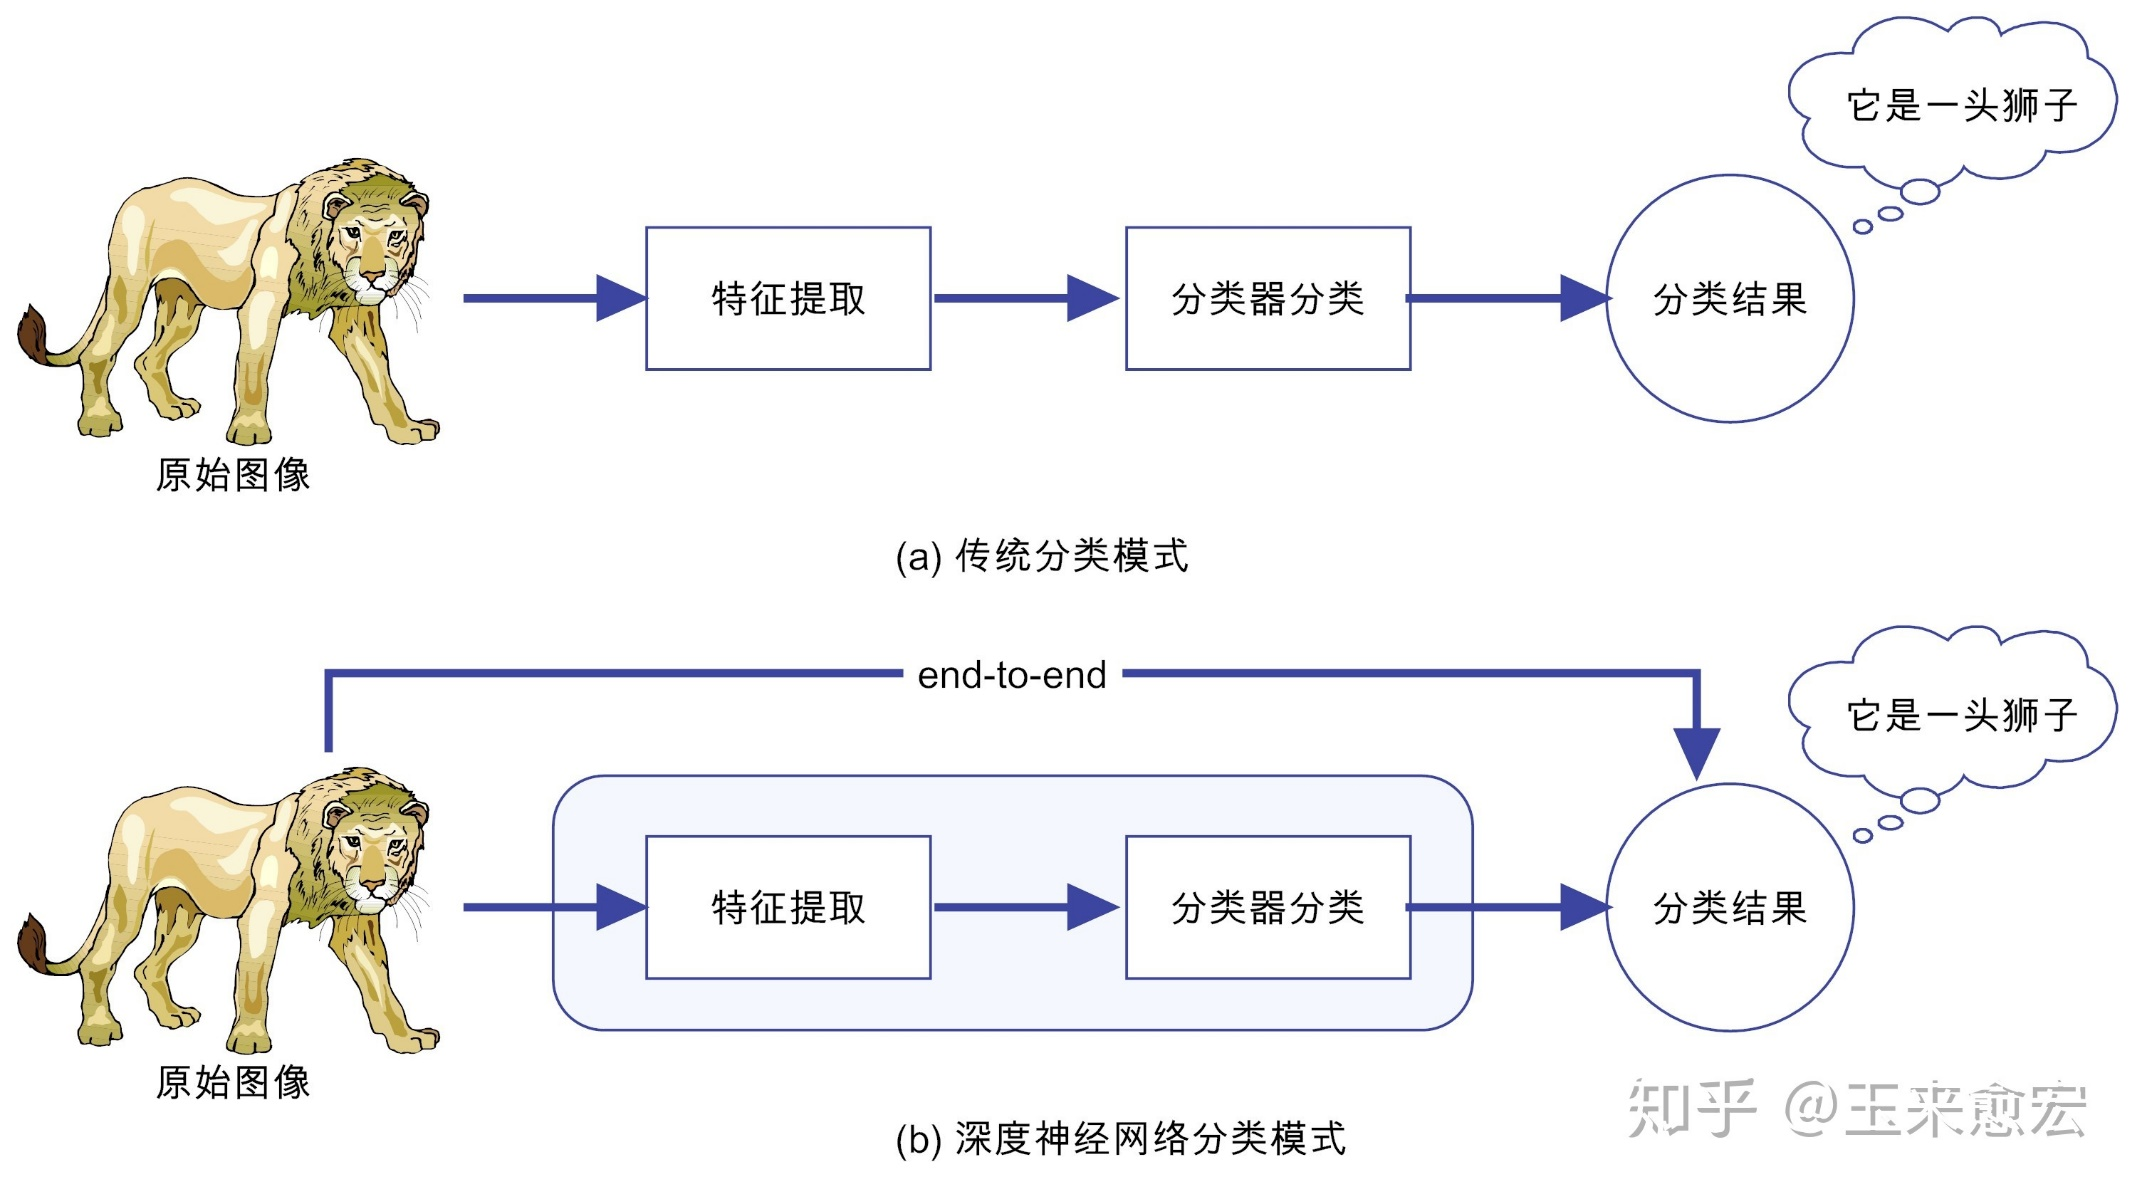 它是一头狮子
特征提取
分类器分类
分类结果
原始图像
(a) 传统分类模式
end-to-end
它是一头狮子
特征提取
分类器分类
分类结果
原始图像
(b) 深度神经网络分类模式
知乎 @玉来愈宏